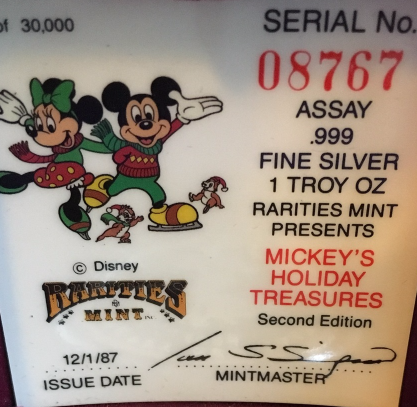 of 30,000
SERIAL No.
08767
ASSAY
.999
FINE SILVER
1 TROY OZ
RARITIES MINT
PRESENTS
MICKEY'S
HOLIDAY
TREASURES
Second Edition
© Disney
RARITIES
MINT INC.
12/1/87
ISSUE DATE
MINTMASTER